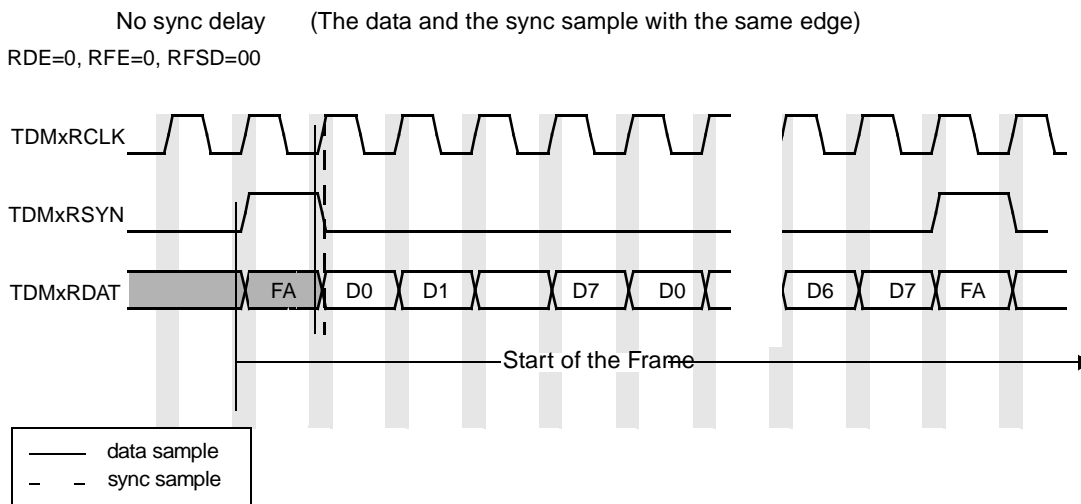 No sync delay (The data and the sync sample with the same edge)
RDE=0, RFE=0, RFSD=00
TDMxRCLK
TDMxRSYN
TDMxRDAT FA D0 D1 D7 D0 D6 D7 FA
Start of the Frame
data sample
sync sample